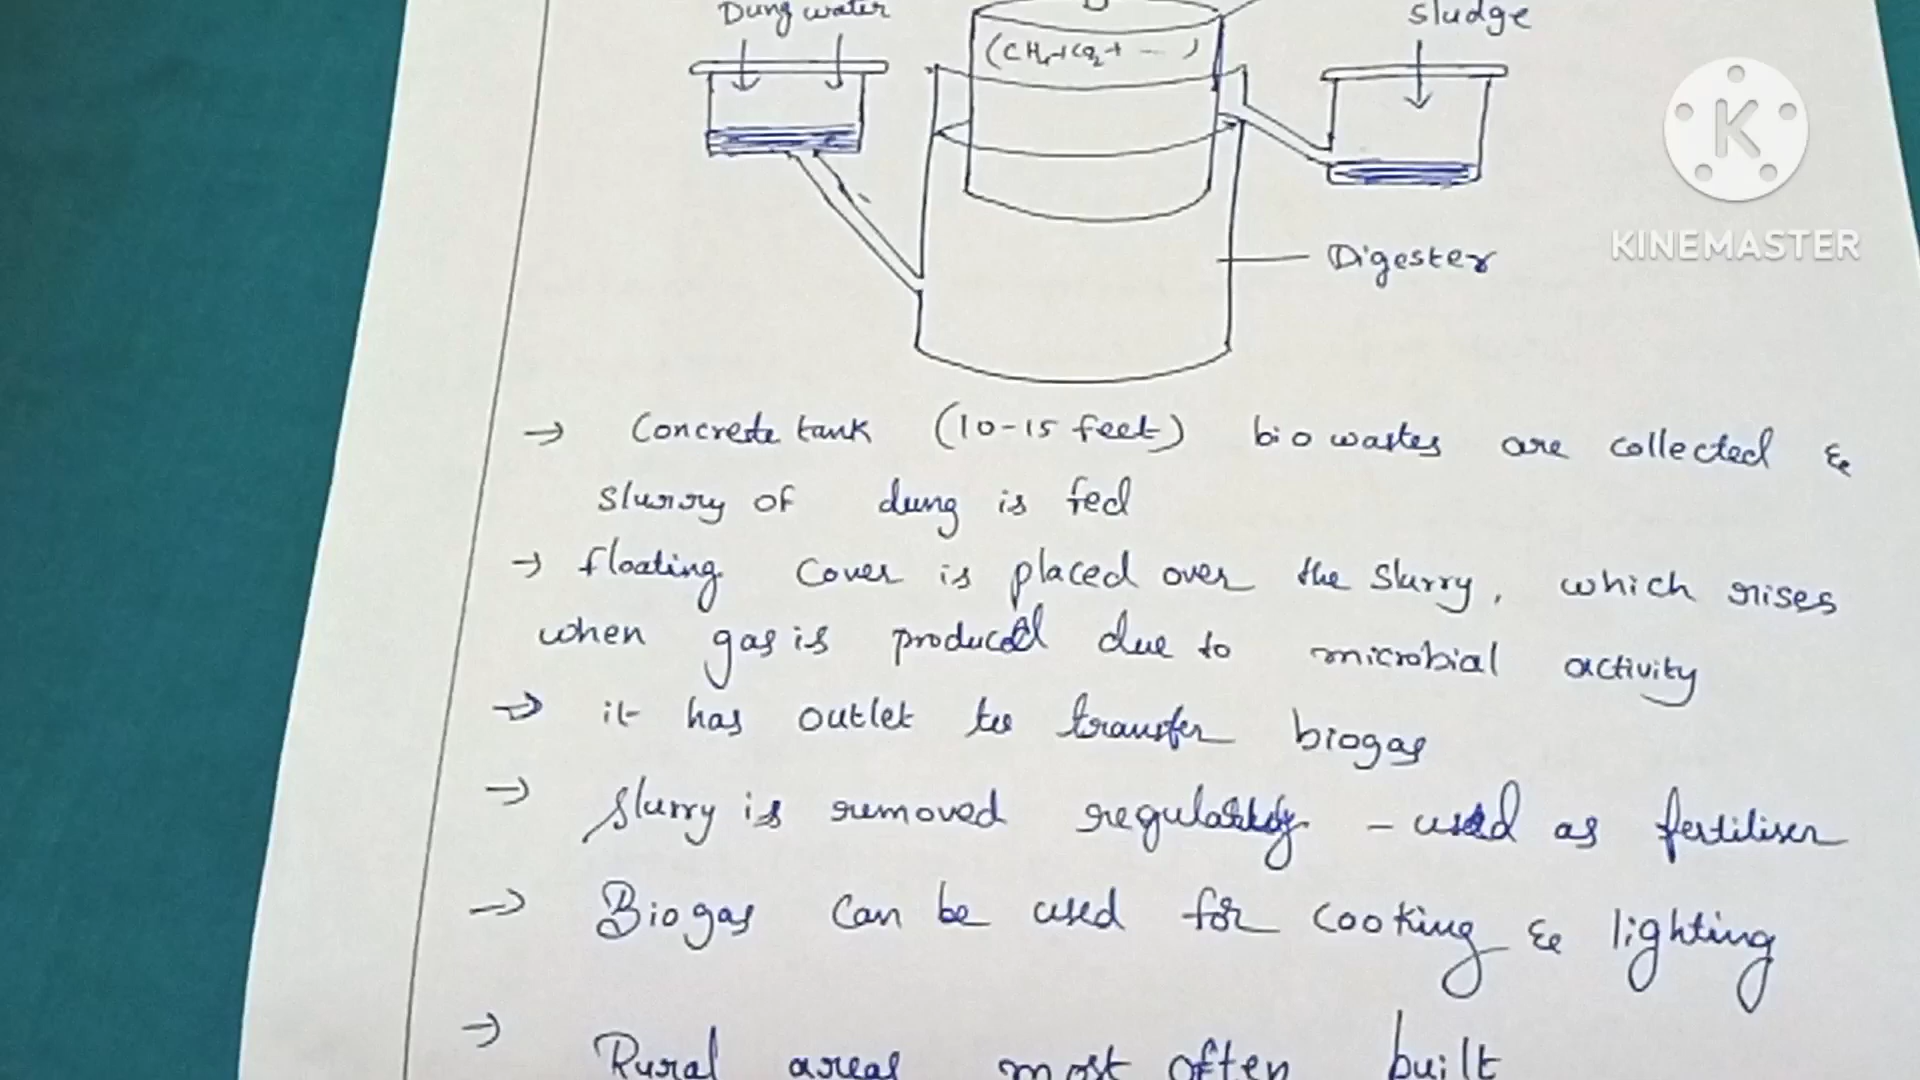 Dung water
sludge
(CH4+CO2+ --- )
K
KINEMASTER
Digester
→ Concrete tank (10-15 feet) bio wastes are collected &
slurry of dung is fed
→ floating cover is placed over the slurry, which rises
when gas is produced due to microbial activity
→ it has outlet to transfer biogas
→ slurry is removed regularly - used as fertiliser
→ Biogas can be used for cooking & lighting
→ Rural areas most often built